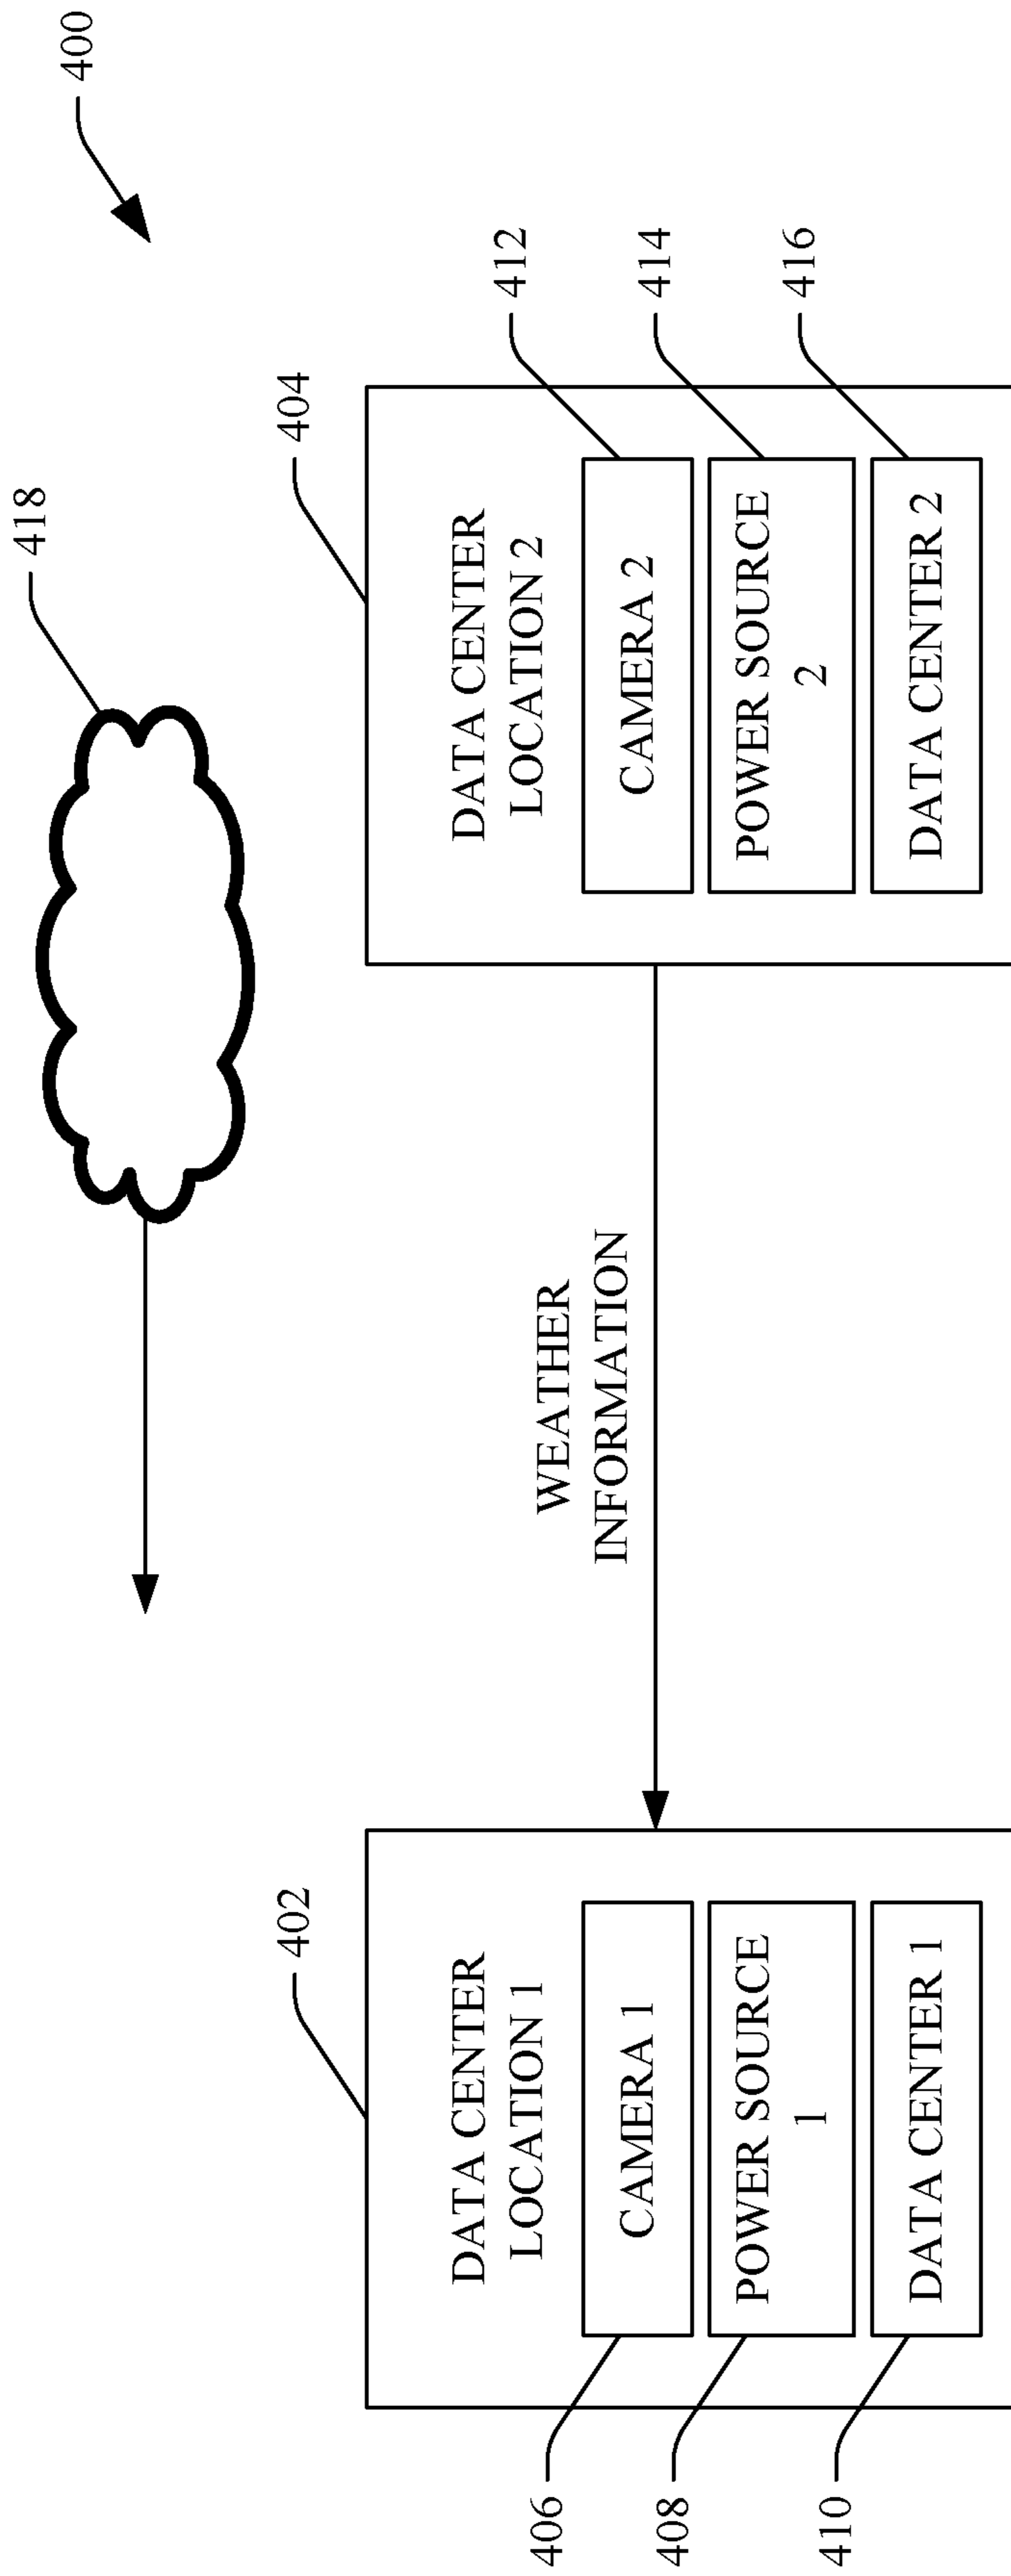 400
418
402
404
DATA CENTER
LOCATION 1
DATA CENTER
LOCATION 2
WEATHER
INFORMATION
406
CAMERA 1
CAMERA 2
412
408
POWER SOURCE
1
POWER SOURCE
2
414
410
DATA CENTER 1
DATA CENTER 2
416